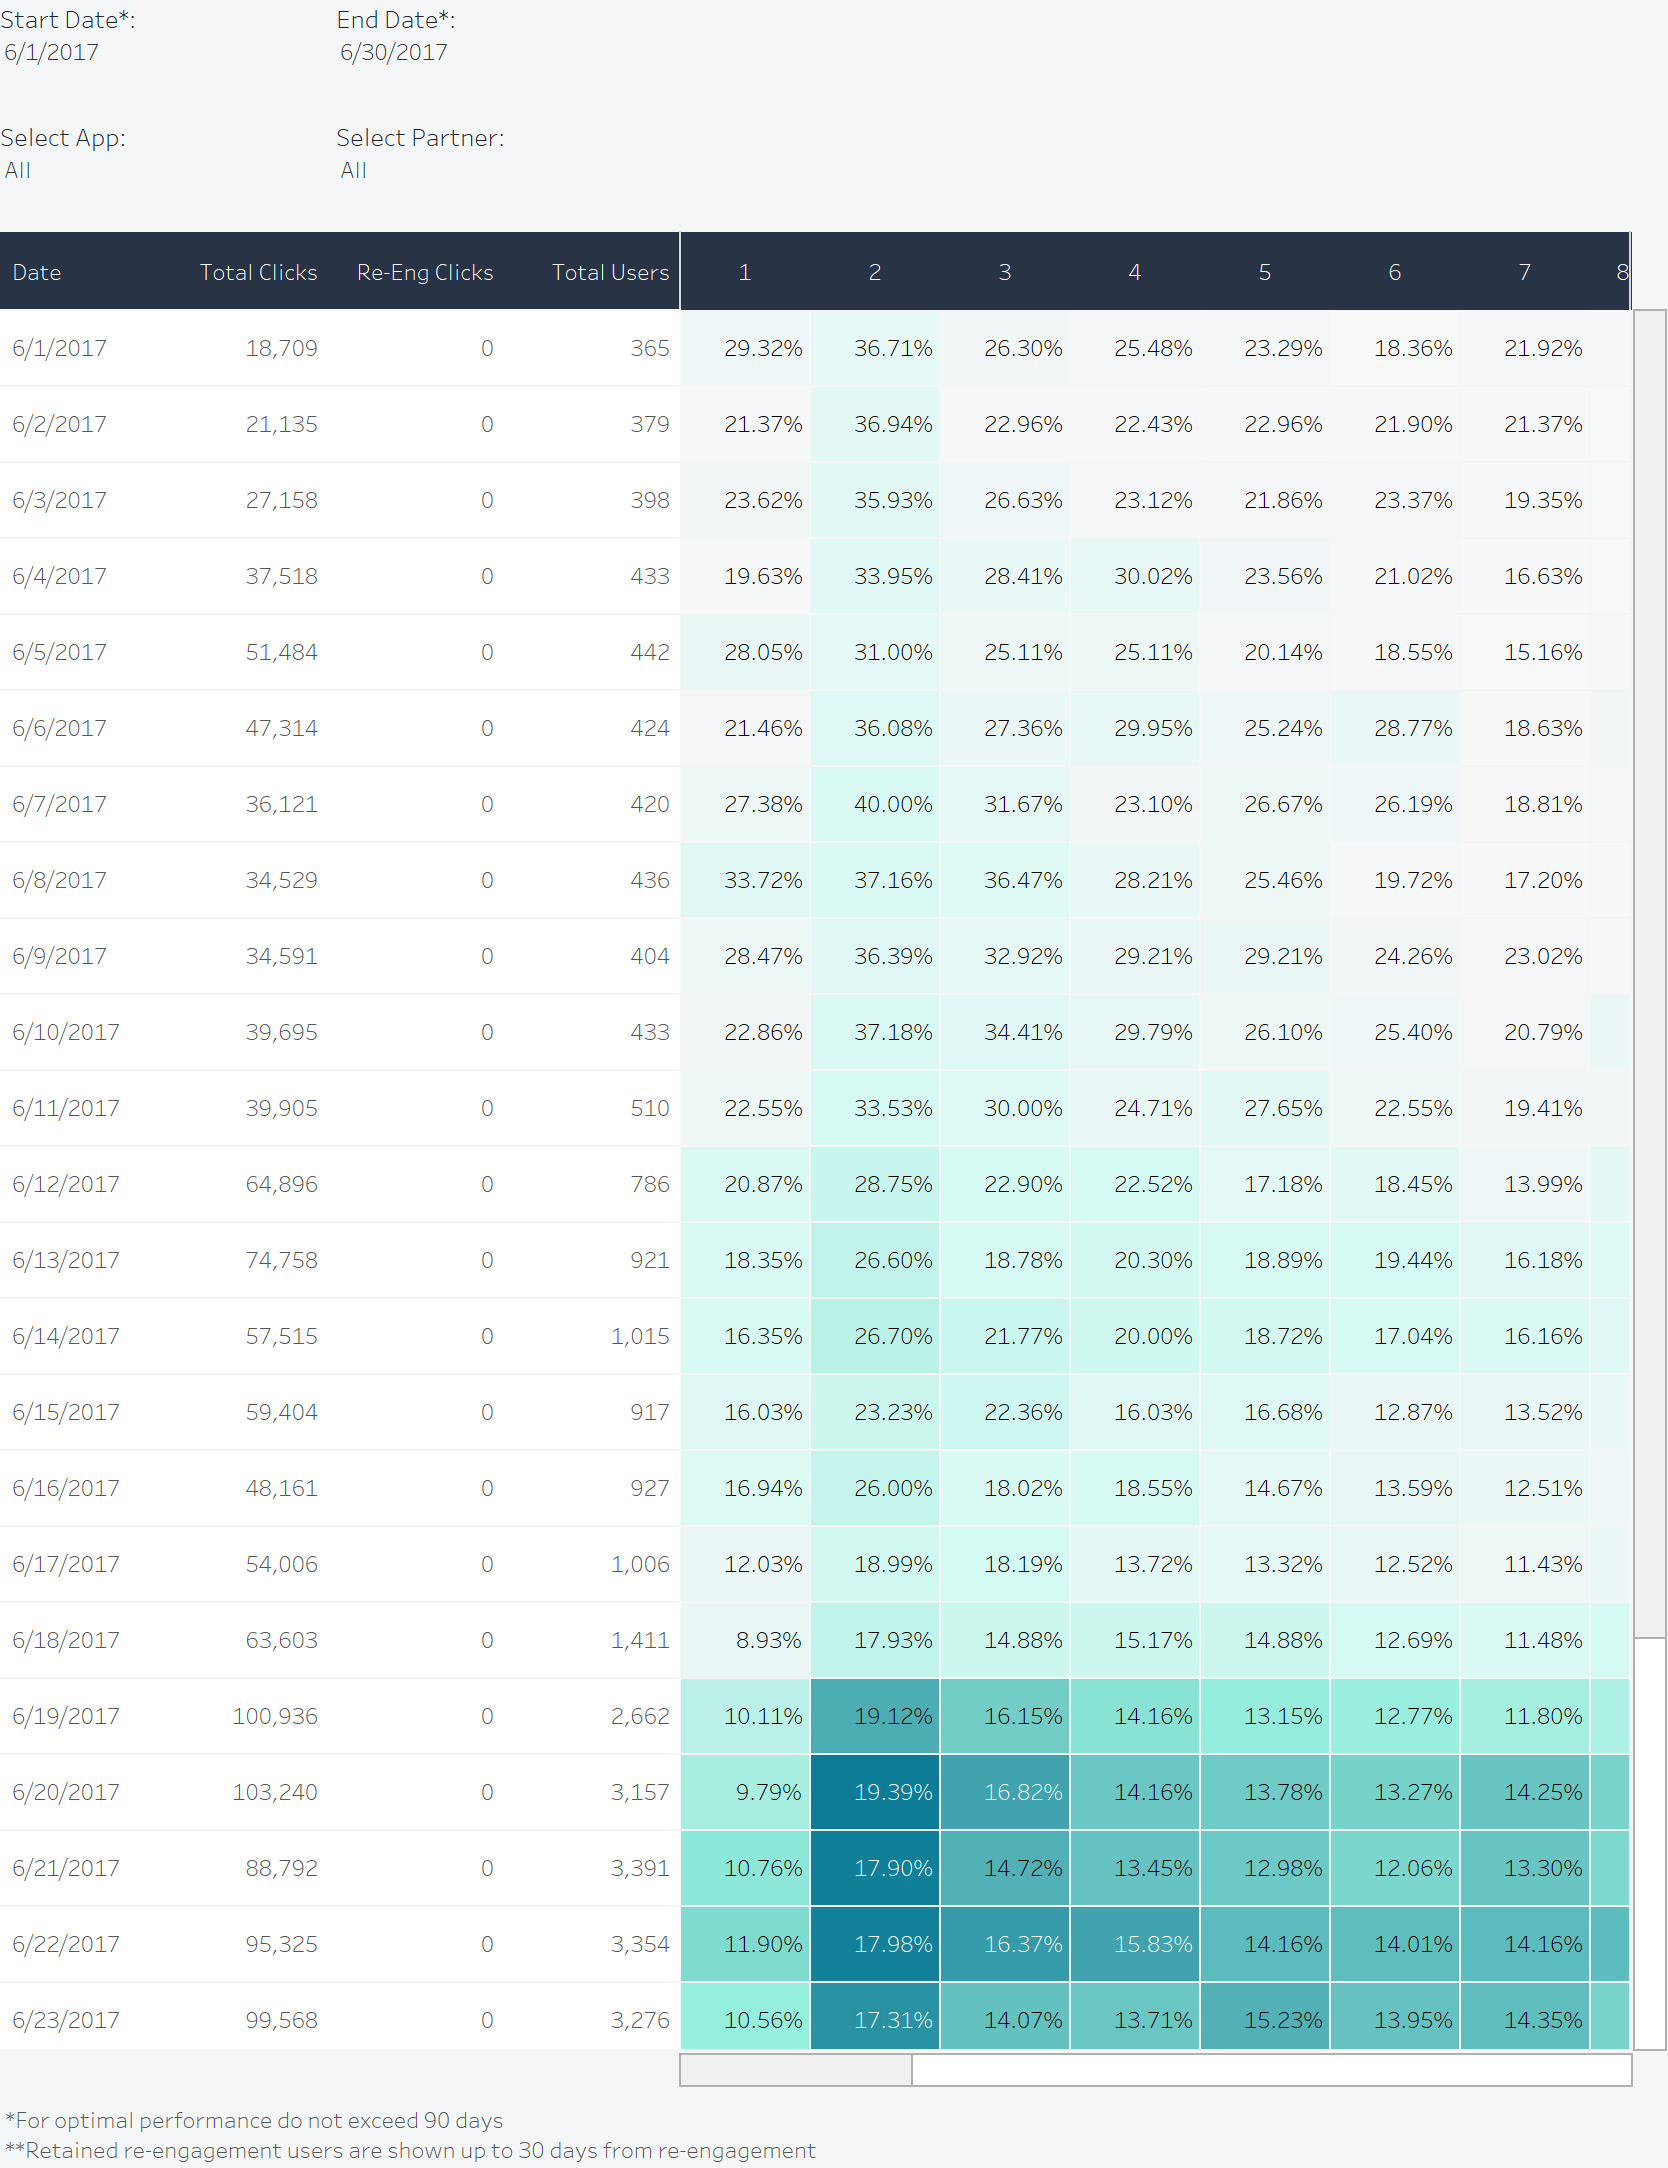 Start Date*: End Date*:
6/1/2017 6/30/2017
Select App: Select Partner:
All All
Date Total Clicks Re-Eng Clicks Total Users 1 2 3 4 5 6 7 8
6/1/2017 18,709 0 365 29.32% 36.71% 26.30% 25.48% 23.29% 18.36% 21.92%
6/2/2017 21,135 0 379 21.37% 36.94% 22.96% 22.43% 22.96% 21.90% 21.37%
6/3/2017 27,158 0 398 23.62% 35.93% 26.63% 23.12% 21.86% 23.37% 19.35%
6/4/2017 37,518 0 433 19.63% 33.95% 28.41% 30.02% 23.56% 21.02% 16.63%
6/5/2017 51,484 0 442 28.05% 31.00% 25.11% 25.11% 20.14% 18.55% 15.16%
6/6/2017 47,314 0 424 21.46% 36.08% 27.36% 29.95% 25.24% 28.77% 18.63%
6/7/2017 36,121 0 420 27.38% 40.00% 31.67% 23.10% 26.67% 26.19% 18.81%
6/8/2017 34,529 0 436 33.72% 37.16% 36.47% 28.21% 25.46% 19.72% 17.20%
6/9/2017 34,591 0 404 28.47% 36.39% 32.92% 29.21% 29.21% 24.26% 23.02%
6/10/2017 39,695 0 433 22.86% 37.18% 34.41% 29.79% 26.10% 25.40% 20.79%
6/11/2017 39,905 0 510 22.55% 33.53% 30.00% 24.71% 27.65% 22.55% 19.41%
6/12/2017 64,896 0 786 20.87% 28.75% 22.90% 22.52% 17.18% 18.45% 13.99%
6/13/2017 74,758 0 921 18.35% 26.60% 18.78% 20.30% 18.89% 19.44% 16.18%
6/14/2017 57,515 0 1,015 16.35% 26.70% 21.77% 20.00% 18.72% 17.04% 16.16%
6/15/2017 59,404 0 917 16.03% 23.23% 22.36% 16.03% 16.68% 12.87% 13.52%
6/16/2017 48,161 0 927 16.94% 26.00% 18.02% 18.55% 14.67% 13.59% 12.51%
6/17/2017 54,006 0 1,006 12.03% 18.99% 18.19% 13.72% 13.32% 12.52% 11.43%
6/18/2017 63,603 0 1,411 8.93% 17.93% 14.88% 15.17% 14.88% 12.69% 11.48%
6/19/2017 100,936 0 2,662 10.11% 19.12% 16.15% 14.16% 13.15% 12.77% 11.80%
6/20/2017 103,240 0 3,157 9.79% 19.39% 16.82% 14.16% 13.78% 13.27% 14.25%
6/21/2017 88,792 0 3,391 10.76% 17.90% 14.72% 13.45% 12.98% 12.06% 13.30%
6/22/2017 95,325 0 3,354 11.90% 17.98% 16.37% 15.83% 14.16% 14.01% 14.16%
6/23/2017 99,568 0 3,276 10.56% 17.31% 14.07% 13.71% 15.23% 13.95% 14.35%
*For optimal performance do not exceed 90 days
**Retained re-engagement users are shown up to 30 days from re-engagement